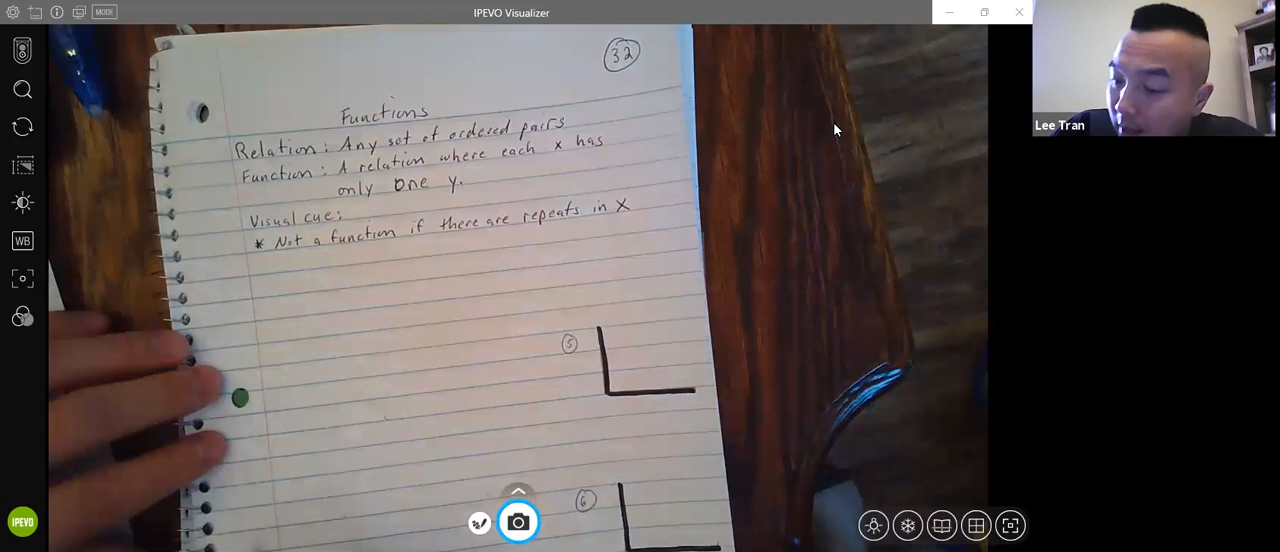 IPEVO Visualizer
MODE
Lee Tran
WB
32
Functions
Relation: Any set of ordered pairs
Function: A relation where each x has
only one y.
Visual cue:
* Not a function if there are repeats in X
5
6
IPEVO